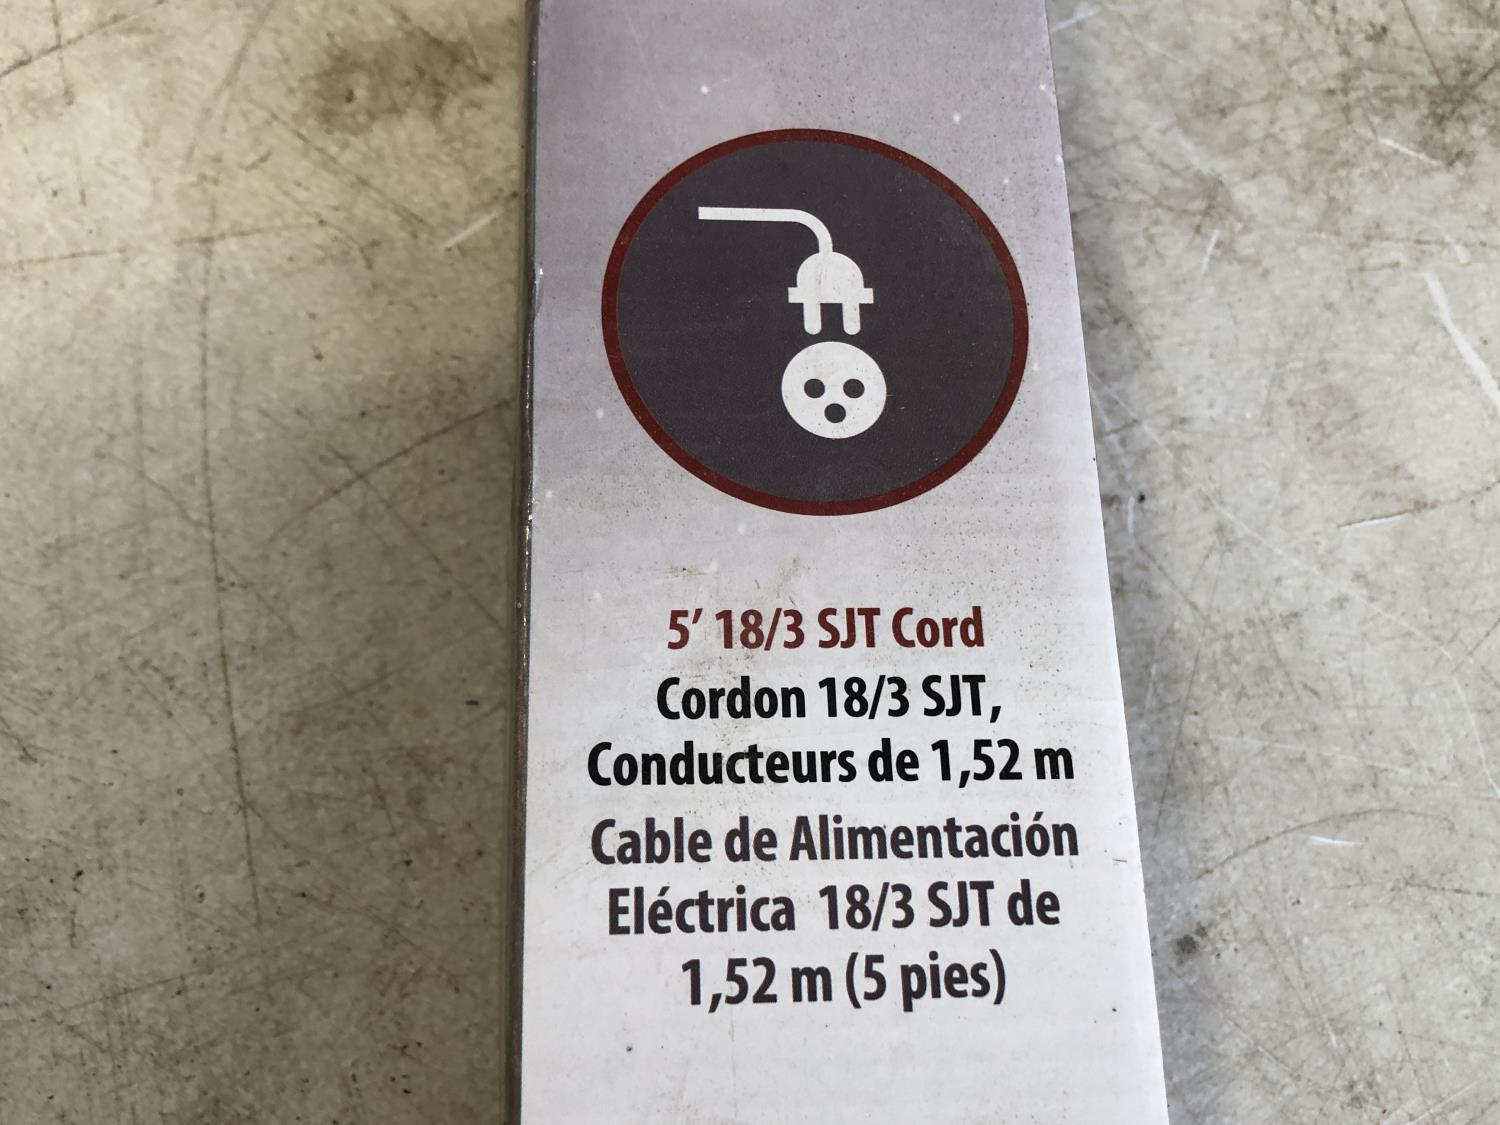 5’ 18/3 SJT Cord
Cordon 18/3 SJT,
Conducteurs de 1,52 m
Cable de Alimentación
Eléctrica 18/3 SJT de
1,52 m (5 pies)